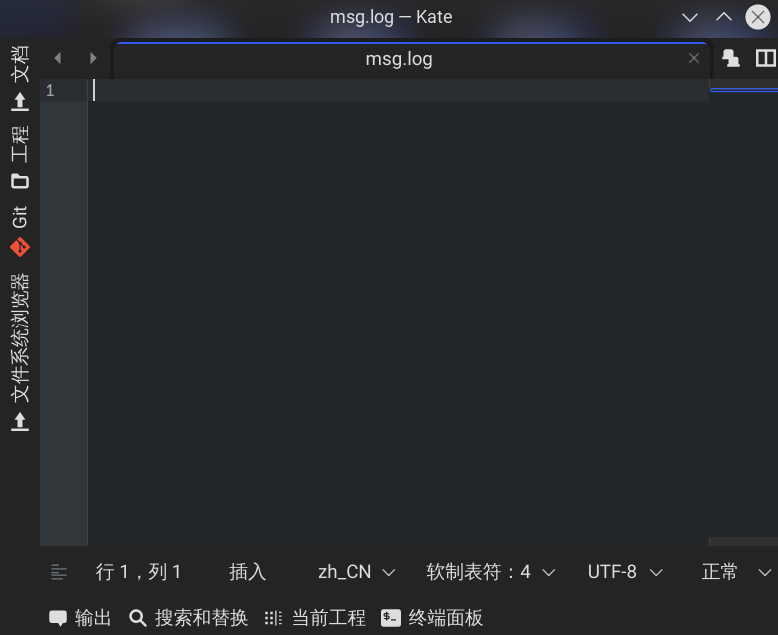 msg.log — Kate
msg.log
文档
工程
Git
文件系统浏览器
1
行 1，列 1 插入 zh_CN 软制表符：4 UTF-8 正常
输出 搜索和替换 当前工程 终端面板